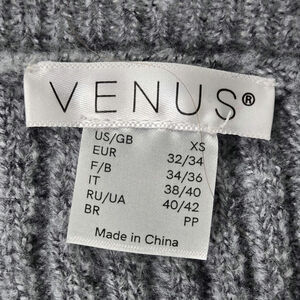 VENUS®
US/GB XS
EUR 32/34
F/B 34/36
IT 38/40
RU/UA 40/42
BR PP
Made in China